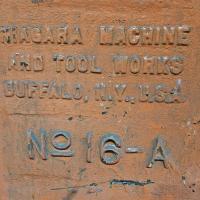 NIAGARA MACHINE
AND TOOL WORKS
BUFFALO, N.Y., U.S.A.
No 16-A